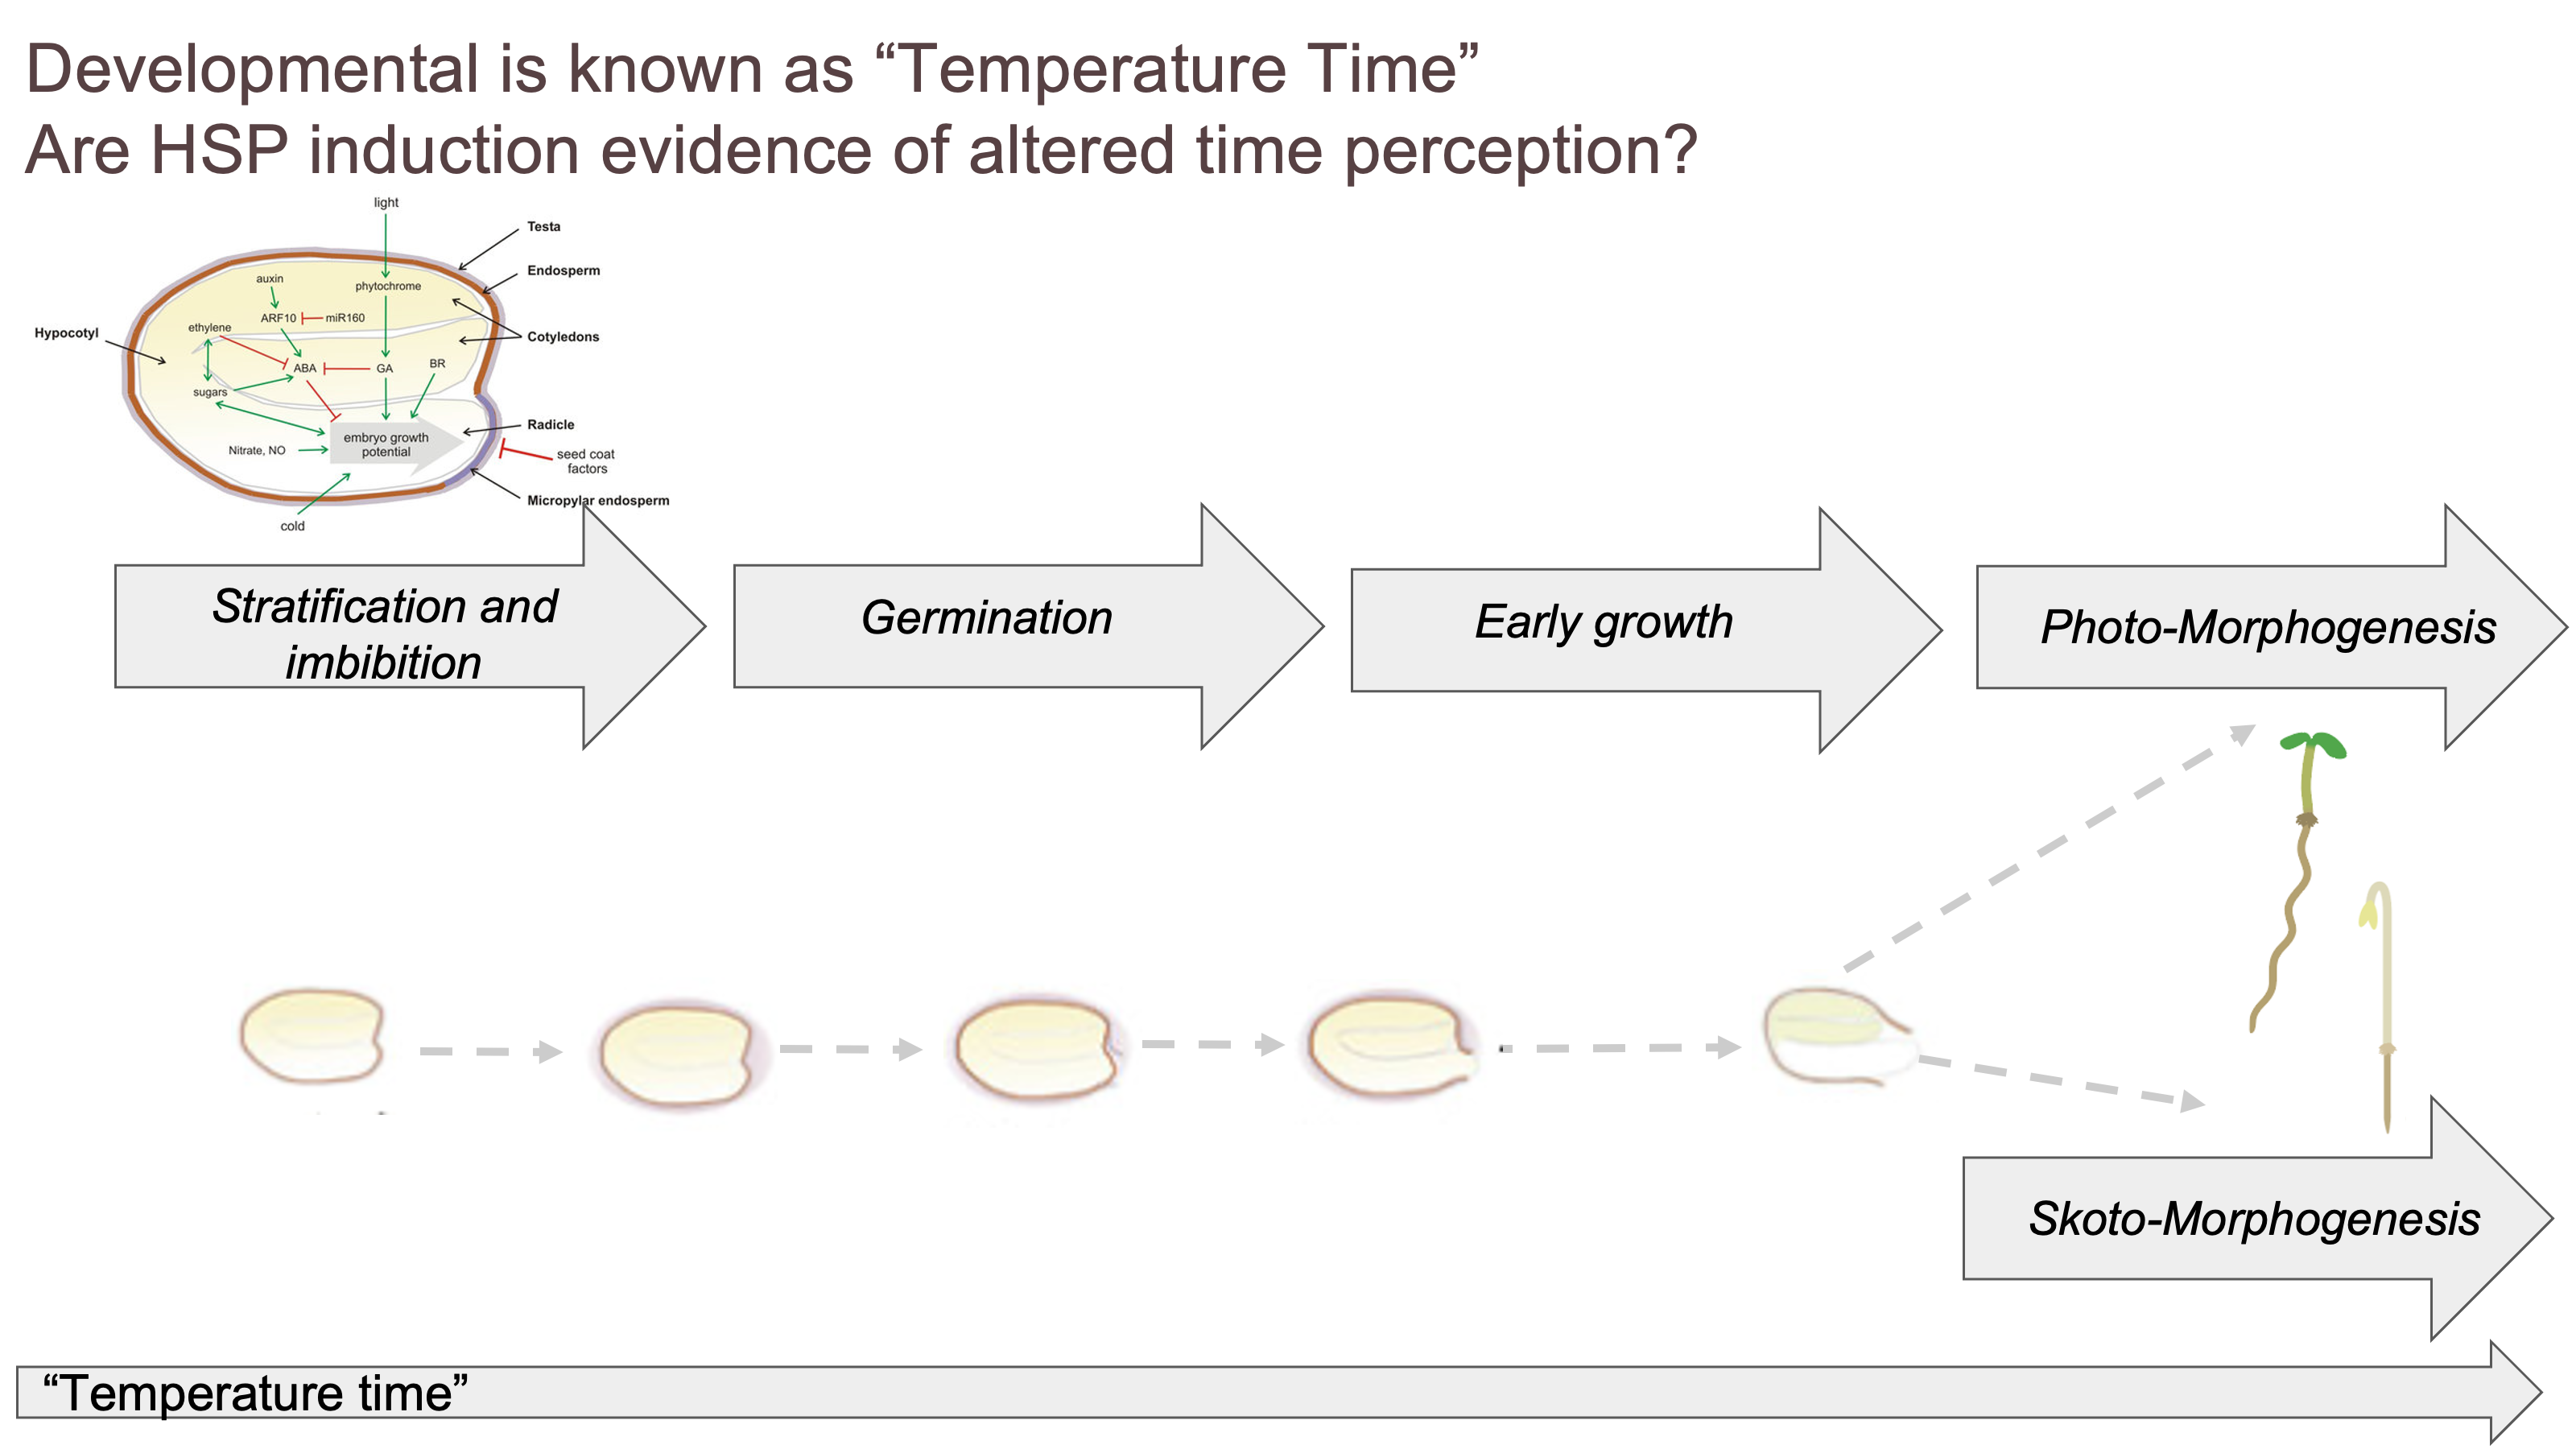 Developmental is known as “Temperature Time”
Are HSP induction evidence of altered time perception?
light
Testa
Endosperm
auxin
phytochrome
ARF10
miR160
ethylene
Hypocotyl
Cotyledons
ABA
GA
BR
sugars
Radicle
embryo growth
potential
Nitrate, NO
seed coat
factors
Micropylar endosperm
cold
Stratification and
imbibition
Germination
Early growth
Photo-Morphogenesis
Skoto-Morphogenesis
“Temperature time”